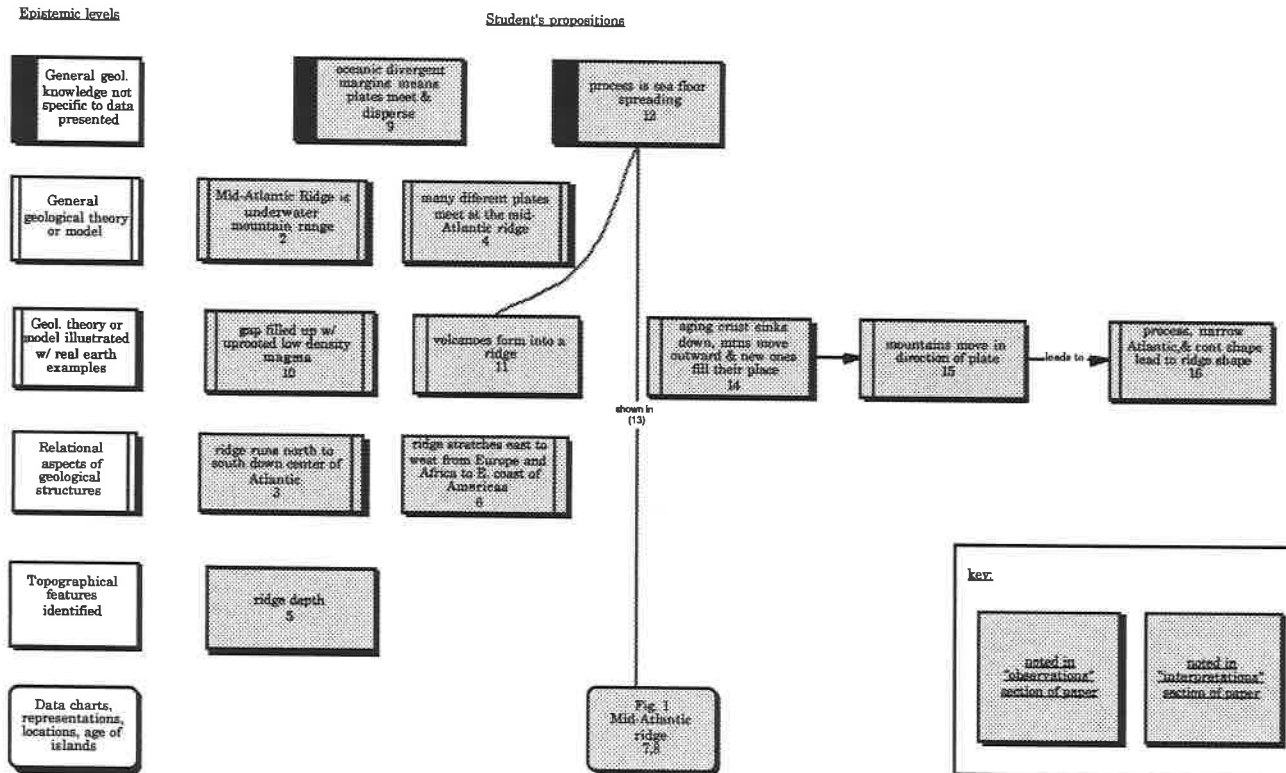 Epistemic levels
Student's propositions
General geol.
knowledge not
specific to data
presented
oceanic divergent
margins means
plates meet &
disperse
9
process is sea floor
spreading
12
General
geological theory
or model
Mid-Atlantic Ridge is
underwater
mountain range
2
many diferent plates
meet at the mid-
Atlantic ridge
4
Geol. theory or
model illustrated
w/ real earth
examples
gap filled up w/
uprooted low density
magma
10
volcanoes form into a
ridge
11
aging crust sinks
down, mtns move
outward & new ones
fill their place
14
mountains move in
direction of plate
15
leads to
process, narrow
Atlantic,& cont shape
lead to ridge shape
16
shown in
(13)
Relational
aspects of
geological
structures
ridge runs north to
south down center of
Atlantic
3
ridge stretches east to
west from Europe and
Africa to E. coast of
Americas
6
Topographical
features
identified
ridge depth
5
Data charts,
representations,
locations, age of
islands
Fig. 1
Mid-Atlantic
ridge
7,8
key:
noted in
"observations"
section of paper
noted in
"interpretations"
section of paper